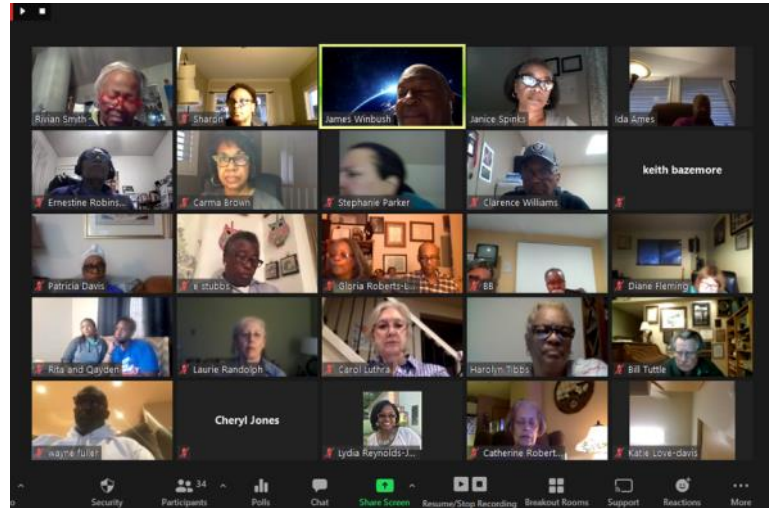 Rivian Smyth
Sharon
James Winbush
Janice Spinks
Ida Ames
Ernestine Robins...
Carma Brown
Stephanie Parker
Clarence Williams
keith bazemore
Patricia Davis
e stubbs
Gloria Roberts-L...
BB
Diane Fleming
Rita and Qayden
Laurie Randolph
Carol Luthra
Harolyn Tibbs
Bill Tuttle
wayne fuller
Cheryl Jones
Lydia Reynolds-J...
Catherine Robert...
Katie Love-davis
34
Security
Participants
Polls
Chat
Share Screen
Resume/Stop Recording
Breakout Rooms
Support
Reactions
More